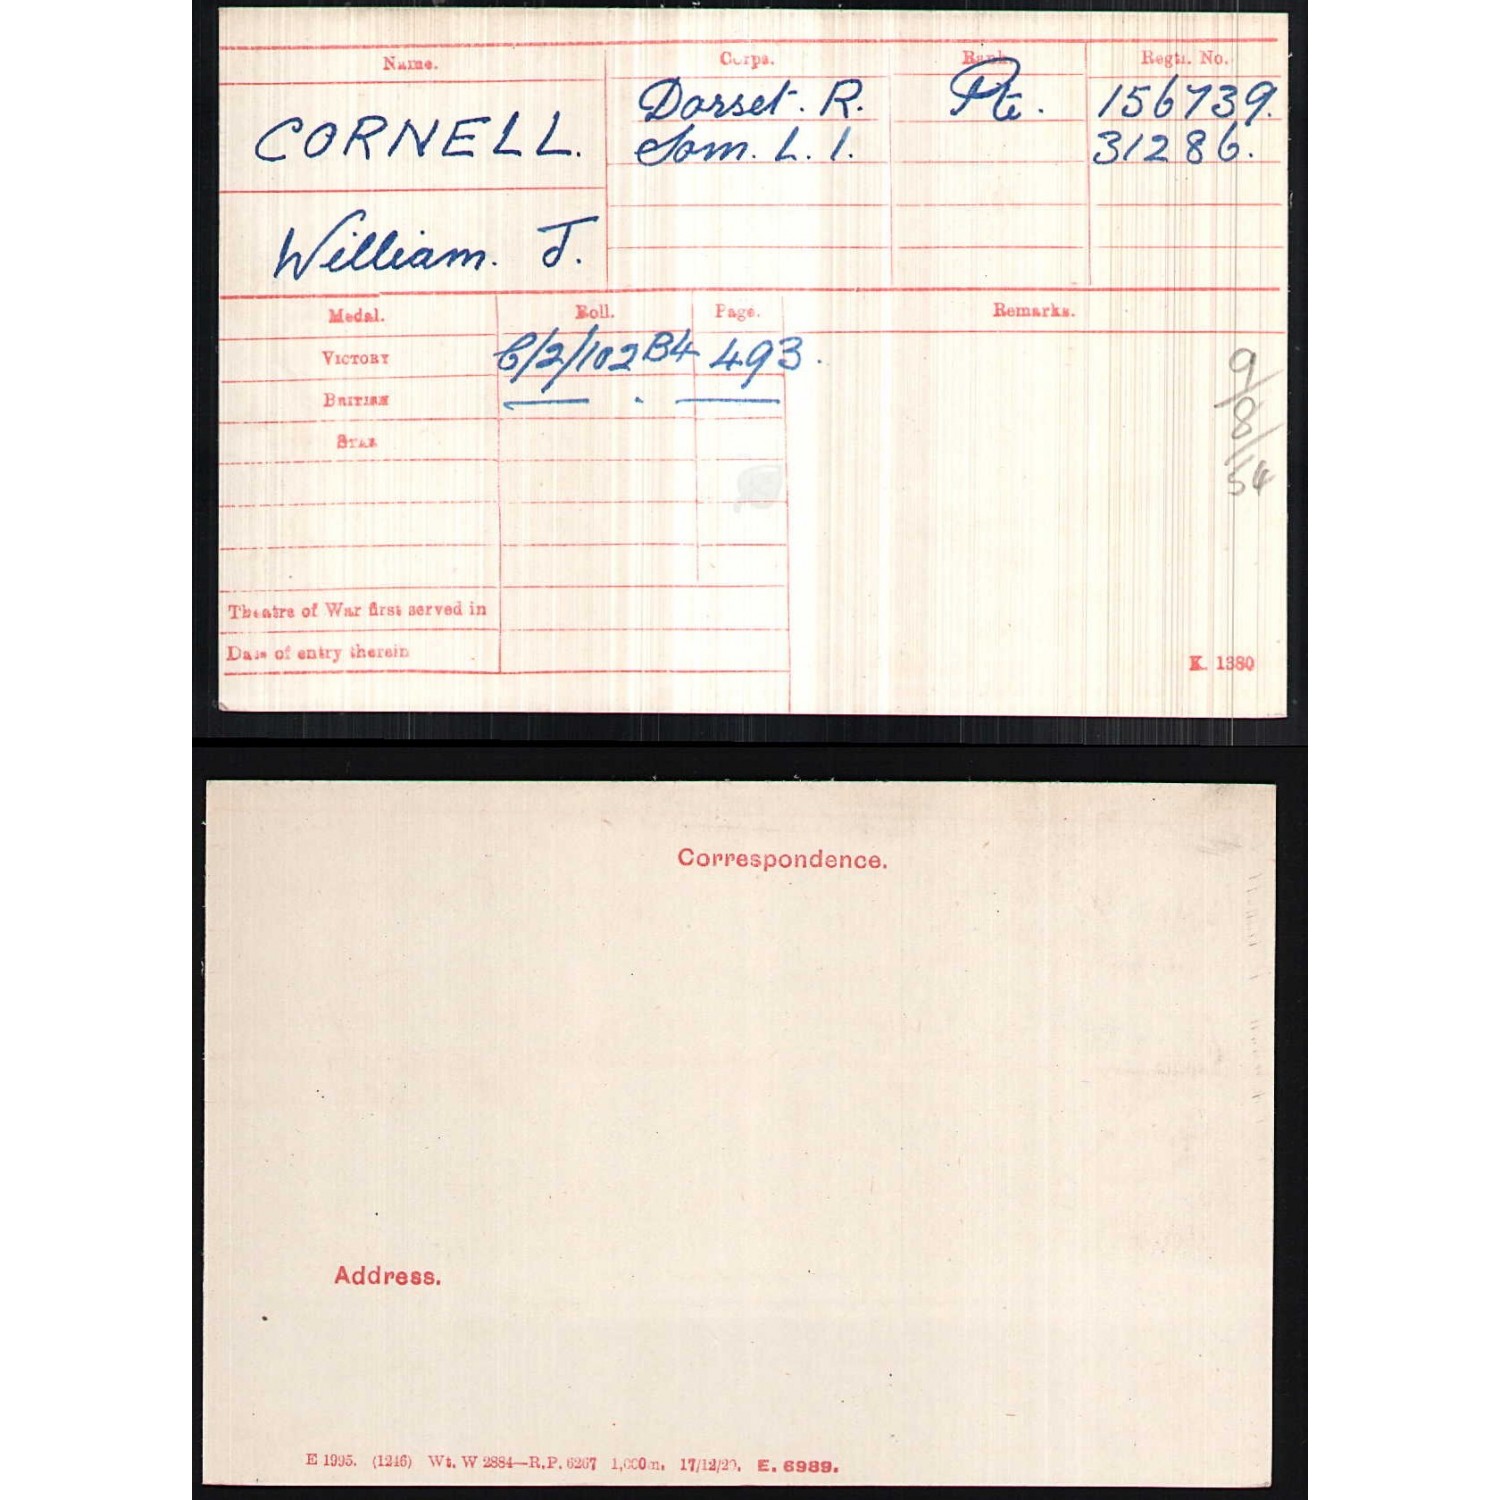 Name. Corps. Rank. Regtl. No.
CORNELL. Dorset. R. Pte. 156739.
Som. L. I. 31286.
William. J.
Medal. Roll. Page. Remarks.
VICTORY C/2/102 B4 493.
BRITISH — . —
STAR
9/8/54
Theatre of War first served in
Date of entry therein
K. 1380
Correspondence.
Address.
E 1995. (1246) Wt. W 2884—R.P. 6267 1,000m. 17/12/20. E. 6989.